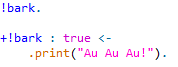 !bark.
+!bark : true <-
.print("Au Au Au!").